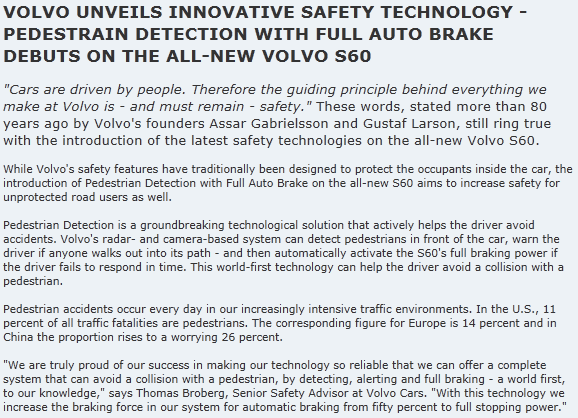 VOLVO UNVEILS INNOVATIVE SAFETY TECHNOLOGY -
PEDESTRAIN DETECTION WITH FULL AUTO BRAKE
DEBUTS ON THE ALL-NEW VOLVO S60
"Cars are driven by people. Therefore the guiding principle behind everything we
make at Volvo is - and must remain - safety." These words, stated more than 80
years ago by Volvo's founders Assar Gabrielsson and Gustaf Larson, still ring true
with the introduction of the latest safety technologies on the all-new Volvo S60.
While Volvo's safety features have traditionally been designed to protect the occupants inside the car, the
introduction of Pedestrian Detection with Full Auto Brake on the all-new S60 aims to increase safety for
unprotected road users as well.
Pedestrian Detection is a groundbreaking technological solution that actively helps the driver avoid
accidents. Volvo's radar- and camera-based system can detect pedestrians in front of the car, warn the
driver if anyone walks out into its path - and then automatically activate the S60's full braking power if
the driver fails to respond in time. This world-first technology can help the driver avoid a collision with a
pedestrian.
Pedestrian accidents occur every day in our increasingly intensive traffic environments. In the U.S., 11
percent of all traffic fatalities are pedestrians. The corresponding figure for Europe is 14 percent and in
China the proportion rises to a worrying 26 percent.
"We are truly proud of our success in making our technology so reliable that we can offer a complete
system that can avoid a collision with a pedestrian, by detecting, alerting and full braking - a world first,
to our knowledge," says Thomas Broberg, Senior Safety Advisor at Volvo Cars. "With this technology we
increase the braking force in our system for automatic braking from fifty percent to full stopping power."